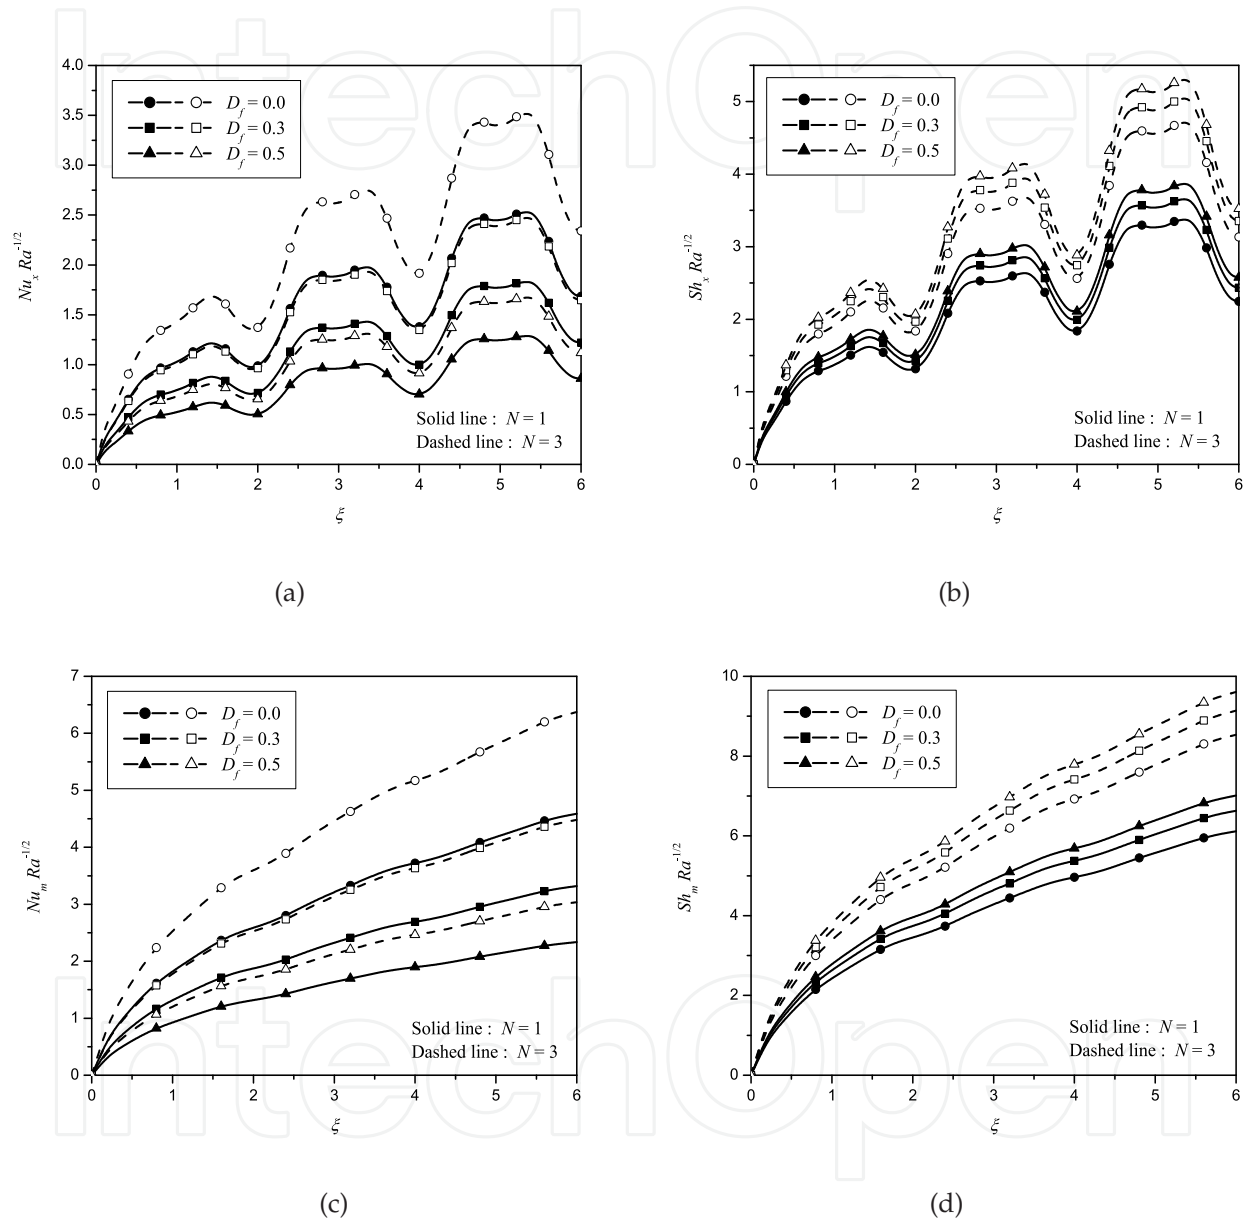 IntechOpen
4.0
3.5
3.0
2.5
2.0
1.5
1.0
0.5
0.0
Nu_x Ra^{-1/2}
D_f = 0.0
D_f = 0.3
D_f = 0.5
Solid line : N = 1
Dashed line : N = 3
0 1 2 3 4 5 6
ξ
(a)
5
4
3
2
1
0
Sh_x Ra^{-1/2}
D_f = 0.0
D_f = 0.3
D_f = 0.5
Solid line : N = 1
Dashed line : N = 3
0 1 2 3 4 5 6
ξ
(b)
7
6
5
4
3
2
1
0
Nu_m Ra^{-1/2}
D_f = 0.0
D_f = 0.3
D_f = 0.5
Solid line : N = 1
Dashed line : N = 3
0 1 2 3 4 5 6
ξ
(c)
10
8
6
4
2
0
Sh_m Ra^{-1/2}
D_f = 0.0
D_f = 0.3
D_f = 0.5
Solid line : N = 1
Dashed line : N = 3
0 1 2 3 4 5 6
ξ
(d)
IntechOpen